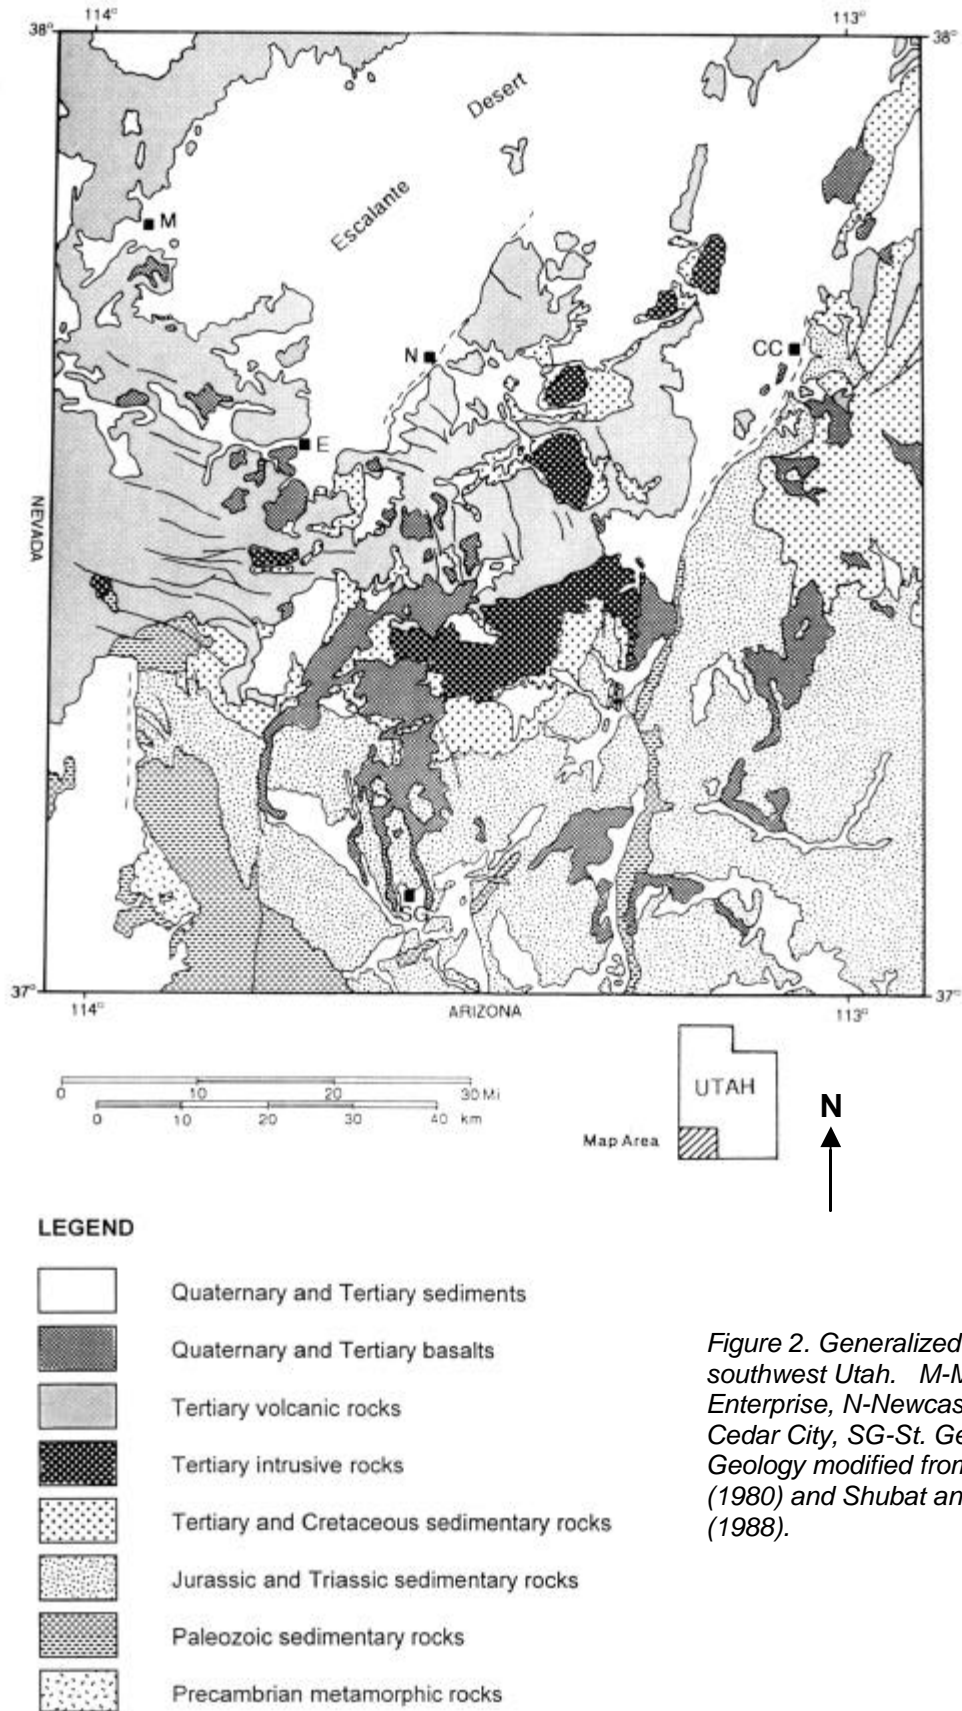 114°
113°
38°
38°
Desert
Escalante
M
N
CC
E
NEVADA
SG
37°
37°
114°
ARIZONA
113°
0 10 20 30 Mi
0 10 20 30 40 km
UTAH
Map Area
N
LEGEND
Quaternary and Tertiary sediments
Quaternary and Tertiary basalts
Tertiary volcanic rocks
Tertiary intrusive rocks
Tertiary and Cretaceous sedimentary rocks
Jurassic and Triassic sedimentary rocks
Paleozoic sedimentary rocks
Precambrian metamorphic rocks
Figure 2. Generalized
southwest Utah. M-M
Enterprise, N-Newcas
Cedar City, SG-St. Ge
Geology modified from
(1980) and Shubat an
(1988).